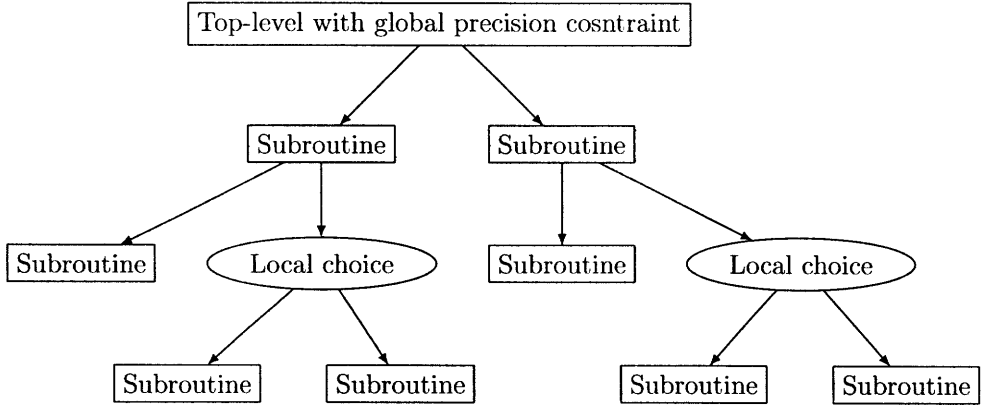 Top-level with global precision cosntraint
Subroutine
Subroutine
Subroutine
Local choice
Subroutine
Local choice
Subroutine
Subroutine
Subroutine
Subroutine